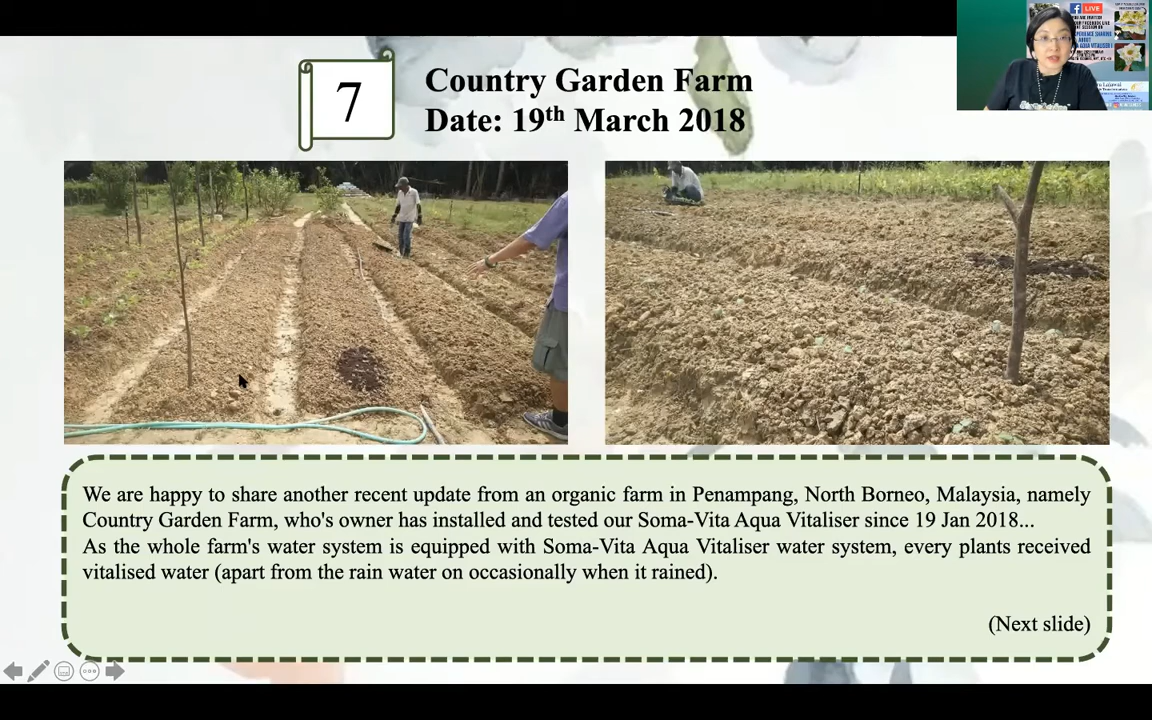 LIVE
7
Country Garden Farm
Date: 19th March 2018
We are happy to share another recent update from an organic farm in Penampang, North Borneo, Malaysia, namely
Country Garden Farm, who's owner has installed and tested our Soma-Vita Aqua Vitaliser since 19 Jan 2018...
As the whole farm's water system is equipped with Soma-Vita Aqua Vitaliser water system, every plants received
vitalised water (apart from the rain water on occasionally when it rained).
(Next slide)